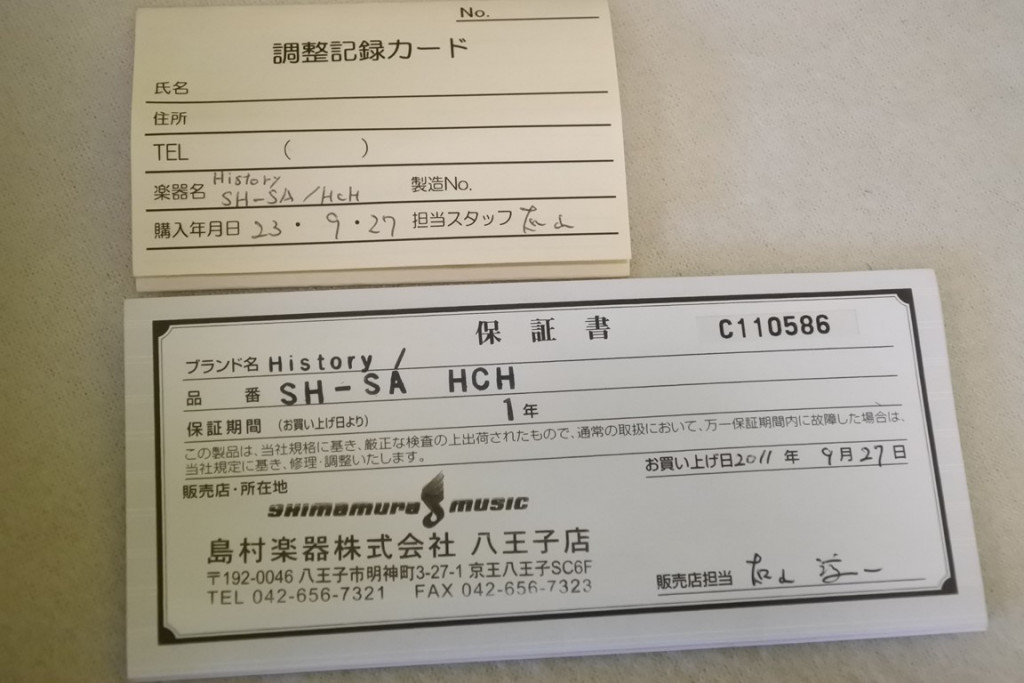 No.
調整記録カード
氏名
住所
TEL ( )
楽器名 History SH-SA/HCH 製造No.
購入年月日 23・9・27 担当スタッフ
保証書 C110586
ブランド名 History /
品番 SH-SA HCH
保証期間 (お買い上げ日より) 1年
この製品は、当社規格に基き、厳正な検査の上出荷されたもので、通常の取扱において、万一保証期間内に故障した場合は、
当社規定に基き、修理・調整いたします。
お買い上げ日2011年9月27日
販売店・所在地
SHimamura music
島村楽器株式会社 八王子店
〒192-0046 八王子市明神町3-27-1 京王八王子SC6F
TEL 042-656-7321 FAX 042-656-7323
販売店担当